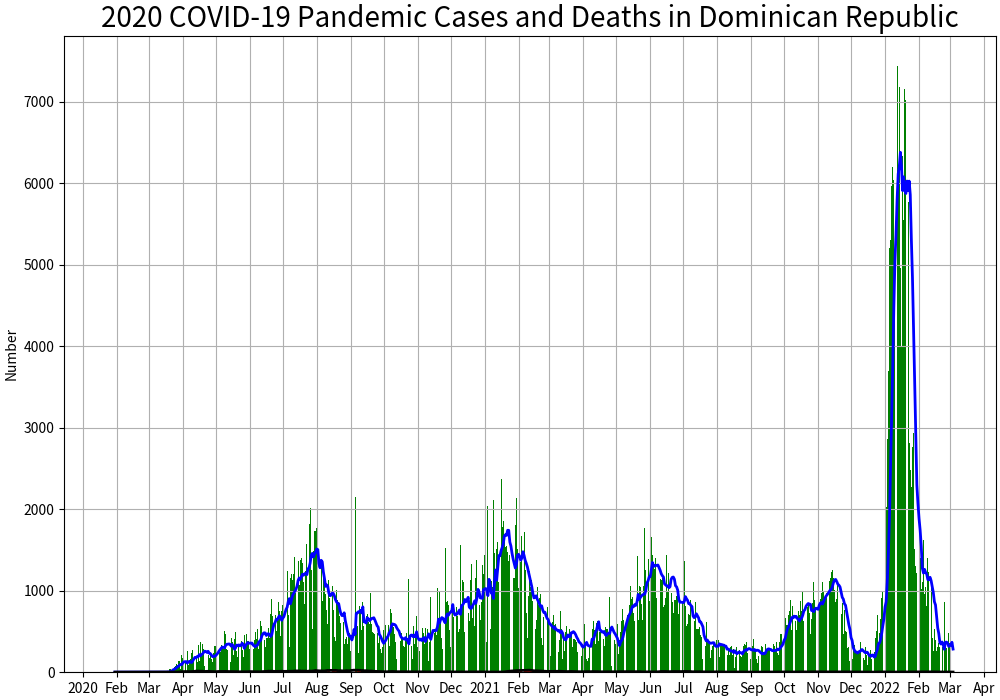 2020 COVID-19 Pandemic Cases and Deaths in Dominican Republic
Number
7000
6000
5000
4000
3000
2000
1000
0
2020 Feb Mar Apr May Jun Jul Aug Sep Oct Nov Dec 2021 Feb Mar Apr May Jun Jul Aug Sep Oct Nov Dec 2022 Feb Mar Apr